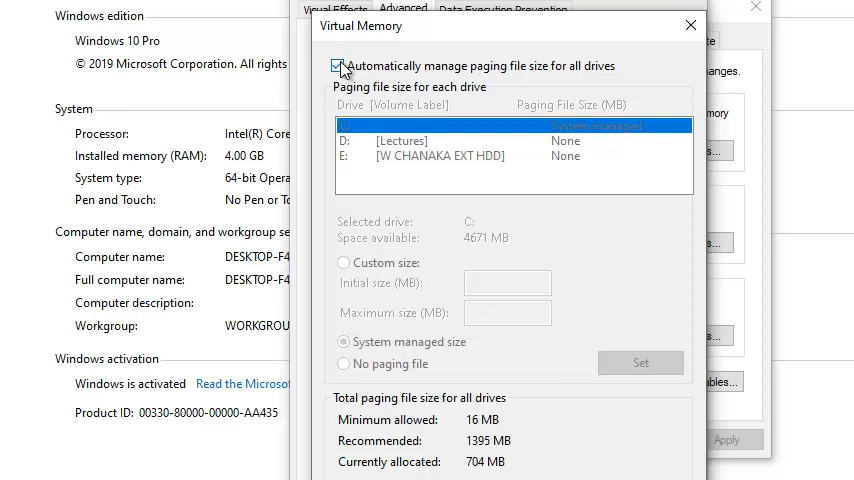 Windows edition
Windows 10 Pro
© 2019 Microsoft Corporation. All rights
System
Processor: Intel(R) Core
Installed memory (RAM): 4.00 GB
System type: 64-bit Opera
Pen and Touch: No Pen or To
Computer name, domain, and workgroup se
Computer name: DESKTOP-F4
Full computer name: DESKTOP-F4
Computer description:
Workgroup: WORKGROU
Windows activation
Windows is activated Read the Microsof
Product ID: 00330-80000-00000-AA435
Visual Effects Advanced Data Execution Prevention
Virtual Memory
Automatically manage paging file size for all drives
Paging file size for each drive
Drive [Volume Label] Paging File Size (MB)
C: System managed
D: [Lectures] None
E: [W CHANAKA EXT HDD] None
Selected drive: C:
Space available: 4671 MB
Custom size:
Initial size (MB):
Maximum size (MB):
System managed size
No paging file
Set
Total paging file size for all drives
Minimum allowed: 16 MB
Recommended: 1395 MB
Currently allocated: 704 MB
te
anges.
mory
s...
s...
s...
ables...
Apply